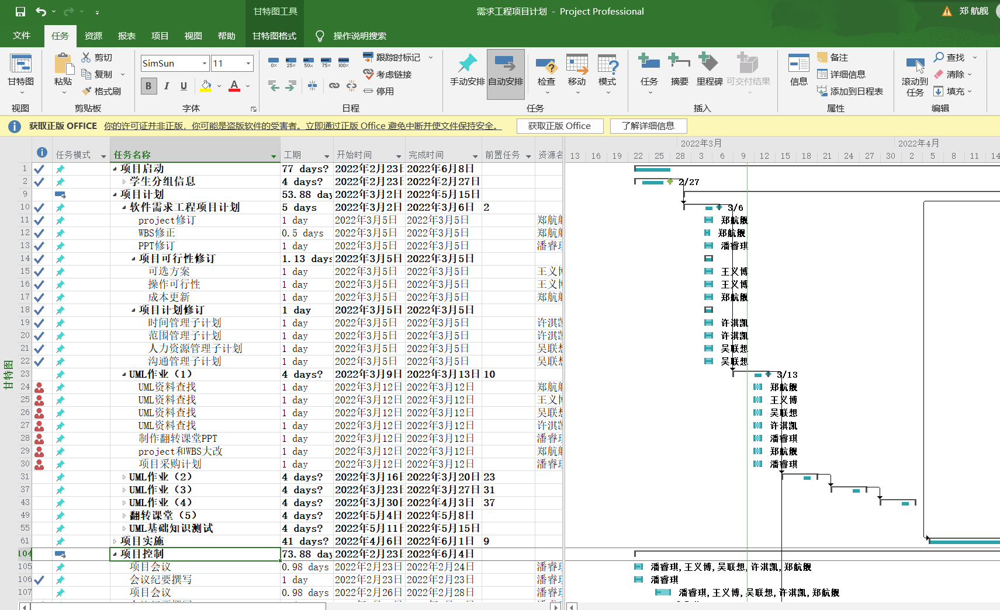 甘特图工具
需求工程项目计划 - Project Professional
郑 航舰
文件 任务 资源 报表 项目 视图 帮助 甘特图格式 操作说明搜索
甘特图
视图
粘贴
剪切
复制
格式刷
剪贴板
SimSun 11
B I U A
字体
0% 25% 50% 75% 100%
跟踪时标记
考虑链接
停用
日程
手动安排 自动安排 检查 移动 模式
任务
任务 摘要 里程碑 可交付结果
插入
信息
备注
详细信息
添加到日程表
属性
滚动到任务
查找
清除
填充
编辑
获取正版 OFFICE 你的许可证并非正版，你可能是盗版软件的受害者。立即通过正版 Office 避免中断并使文件保持安全。 获取正版 Office 了解详细信息
2022年3月 2022年4月
任务模式 任务名称 工期 开始时间 完成时间 前置任务 资源名
13 16 19 22 25 28 3 6 9 12 15 18 21 24 27 30 2 5 8 11 14
甘特图
1 项目启动 77 days? 2022年2月23日 2022年6月8日
2 学生分组信息 4 days? 2022年2月23日 2022年2月27日 2/27
9 项目计划 53.88 day 2022年3月2日 2022年5月15日
10 软件需求工程项目计划 5 days 2022年3月2日 2022年3月6日 2 3/6
11 project修订 1 day 2022年3月5日 2022年3月5日 郑航舰 郑航舰
12 WBS修正 0.5 days 2022年3月5日 2022年3月5日 郑航舰 郑航舰
13 PPT修订 1 day 2022年3月5日 2022年3月5日 潘睿琪 潘睿琪
14 项目可行性修订 1.13 days 2022年3月5日 2022年3月5日
15 可选方案 1 day 2022年3月5日 2022年3月5日 王义博 王义博
16 操作可行性 1 day 2022年3月5日 2022年3月5日 王义博 王义博
17 成本更新 1 day 2022年3月5日 2022年3月5日 郑航舰 郑航舰
18 项目计划修订 1 day 2022年3月5日 2022年3月5日
19 时间管理子计划 1 day 2022年3月5日 2022年3月5日 许淇凯 许淇凯
20 范围管理子计划 1 day 2022年3月5日 2022年3月5日 许淇凯 许淇凯
21 人力资源管理子计划 1 day 2022年3月5日 2022年3月5日 吴联想 吴联想
22 沟通管理子计划 1 day 2022年3月5日 2022年3月5日 吴联想 吴联想
23 UML作业（1） 4 days? 2022年3月9日 2022年3月13日 10 3/13
24 UML资料查找 1 day 2022年3月12日 2022年3月12日 郑航舰 郑航舰
25 UML资料查找 1 day 2022年3月12日 2022年3月12日 王义博 王义博
26 UML资料查找 1 day 2022年3月12日 2022年3月12日 吴联想 吴联想
27 UML资料查找 1 day 2022年3月12日 2022年3月12日 许淇凯 许淇凯
28 制作翻转课堂PPT 1 day 2022年3月12日 2022年3月12日 潘睿琪 潘睿琪
29 project和WBS大改 1 day 2022年3月12日 2022年3月12日 郑航舰 郑航舰
30 项目采购计划 1 day 2022年3月12日 2022年3月12日 潘睿琪 潘睿琪
31 UML作业（2） 4 days? 2022年3月16日 2022年3月20日 23
37 UML作业（3） 4 days? 2022年3月23日 2022年3月27日 31
43 UML作业（4） 4 days? 2022年3月30日 2022年4月3日 37
49 翻转课堂（5） 4 days? 2022年5月4日 2022年5月8日
55 UML基础知识测试 4 days? 2022年5月11日 2022年5月15日
61 项目实施 41 days? 2022年4月6日 2022年6月1日 9
104 项目控制 73.88 day 2022年2月23日 2022年6月4日
105 项目会议 0.98 days 2022年2月23日 2022年2月24日 潘睿琪 潘睿琪,王义博,吴联想,许淇凯,郑航舰
106 会议纪要撰写 1 day 2022年2月23日 2022年2月23日 潘睿琪 潘睿琪
107 项目会议 0.98 days 2022年2月26日 2022年2月28日 潘睿琪 潘睿琪,王义博,吴联想,许淇凯,郑航舰